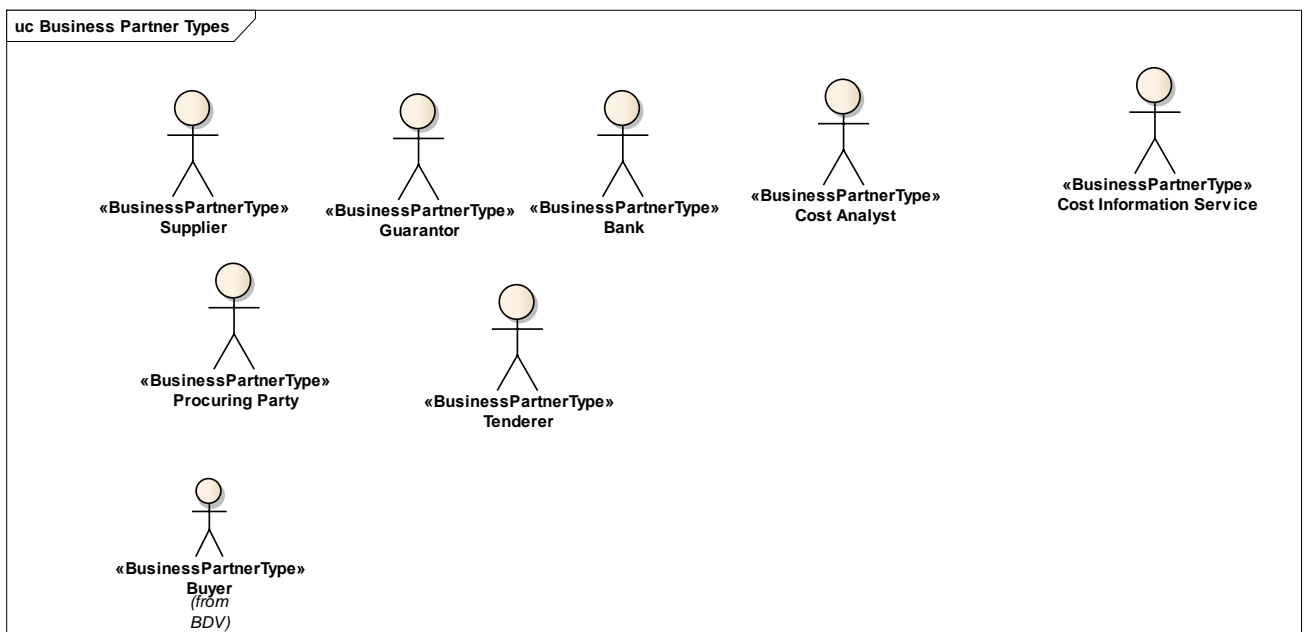 uc Business Partner Types
«BusinessPartnerType»
Supplier
«BusinessPartnerType»
Guarantor
«BusinessPartnerType»
Bank
«BusinessPartnerType»
Cost Analyst
«BusinessPartnerType»
Cost Information Service
«BusinessPartnerType»
Procuring Party
«BusinessPartnerType»
Tenderer
«BusinessPartnerType»
Buyer
(from
BDV)